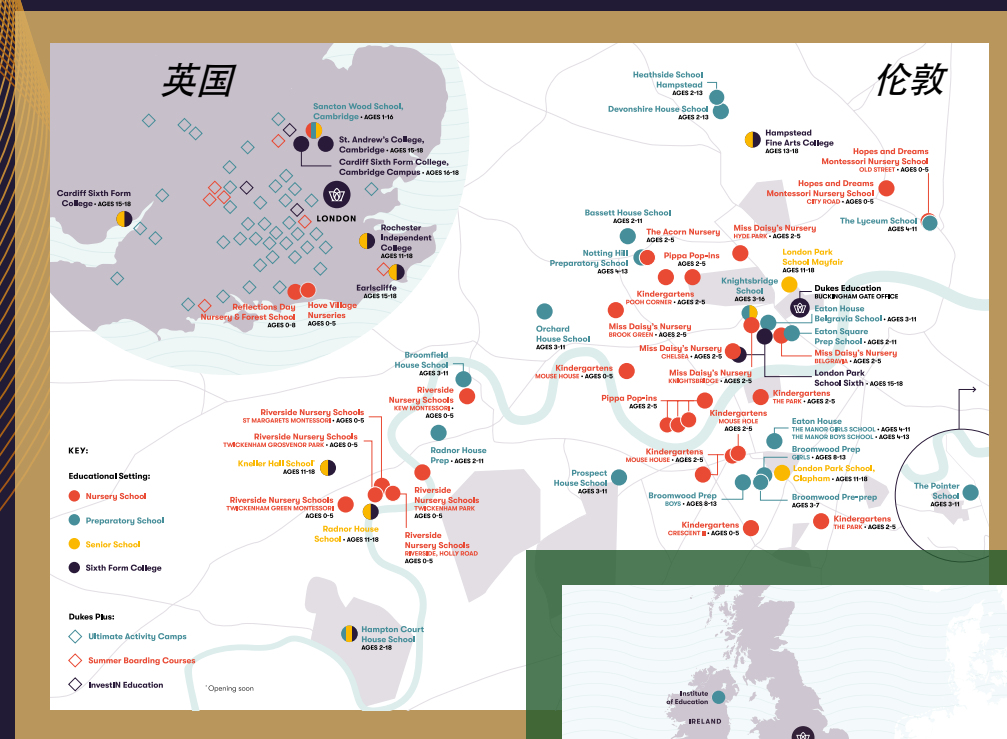 英国
伦敦
Sancton Wood School,
Cambridge • AGES 1-16
St. Andrew's College,
Cambridge • AGES 15-18
Cardiff Sixth Form College,
Cambridge Campus • AGES 16-18
Cardiff Sixth Form
College • AGES 15-18
LONDON
Rochester
Independent
College
AGES 11-18
Earlscliffe
AGES 15-18
Reflections Day
Nursery & Forest School
AGES 0-8
Hove Village
Nurseries
AGES 0-5
Heathside School
Hampstead
AGES 2-13
Devonshire House School
AGES 2-13
Hampstead
Fine Arts College
AGES 13-18
Hopes and Dreams
Montessori Nursery School
OLD STREET • AGES 0-5
Hopes and Dreams
Montessori Nursery School
CITY ROAD • AGES 0-5
The Lyceum School
AGES 4-11
Bassett House School
AGES 2-11
The Acorn Nursery
AGES 2-5
Miss Daisy's Nursery
HYDE PARK • AGES 2-5
Notting Hill
Preparatory School
AGES 4-13
Pippa Pop-ins
AGES 2-5
London Park
School Mayfair
AGES 11-18
Kindergartens
POOH CORNER • AGES 2-5
Knightsbridge
School
AGES 3-16
Dukes Education
BUCKINGHAM GATE OFFICE
Eaton House
Belgravia School • AGES 3-11
Orchard
House School
AGES 3-11
Miss Daisy's Nursery
BROOK GREEN • AGES 2-5
Eaton Square
Prep School • AGES 2-11
Miss Daisy's Nursery
CHELSEA • AGES 2-5
Miss Daisy's Nursery
BELGRAVIA • AGES 2-5
Kindergartens
MOUSE HOUSE • AGES 0-5
Miss Daisy's Nursery
KNIGHTSBRIDGE • AGES 2-5
London Park
School Sixth • AGES 15-18
Broomfield
House School
AGES 3-11
Riverside
Nursery Schools
KEW MONTESSORI •
AGES 0-5
Pippa Pop-ins
AGES 2-5
Kindergartens
THE PARK • AGES 2-5
Kindergartens
MOUSE HOLE
AGES 2-5
Riverside Nursery Schools
ST MARGARETS MONTESSORI • AGES 0-5
Riverside Nursery Schools
TWICKENHAM GROSVENOR PARK • AGES 0-5
Eaton House
THE MANOR GIRLS SCHOOL • AGES 4-11
THE MANOR BOYS SCHOOL • AGES 4-13
Kneller Hall School*
AGES 11-18
Radnor House
Prep • AGES 2-11
Kindergartens
MOUSE HOUSE • AGES 2-5
Broomwood Prep
GIRLS • AGES 8-13
London Park School,
Clapham • AGES 11-18
Prospect
House School
AGES 3-11
Broomwood Prep
BOYS • AGES 8-13
Broomwood Pre-prep
AGES 3-7
The Pointer
School
AGES 3-11
Riverside Nursery Schools
TWICKENHAM GREEN MONTESSORI
AGES 0-5
Riverside
Nursery Schools
TWICKENHAM PARK
AGES 0-5
Radnor House
School • AGES 11-18
Riverside
Nursery Schools
RIVERSIDE, HOLLY ROAD
AGES 0-5
Kindergartens
CRESCENT II • AGES 0-5
Kindergartens
THE PARK • AGES 2-5
KEY:
Educational Setting:
Nursery School
Preparatory School
Senior School
Sixth Form College
Dukes Plus:
Ultimate Activity Camps
Summer Boarding Courses
InvestIN Education
Hampton Court
House School
AGES 2-18
*Opening soon
Institute
of Education
IRELAND